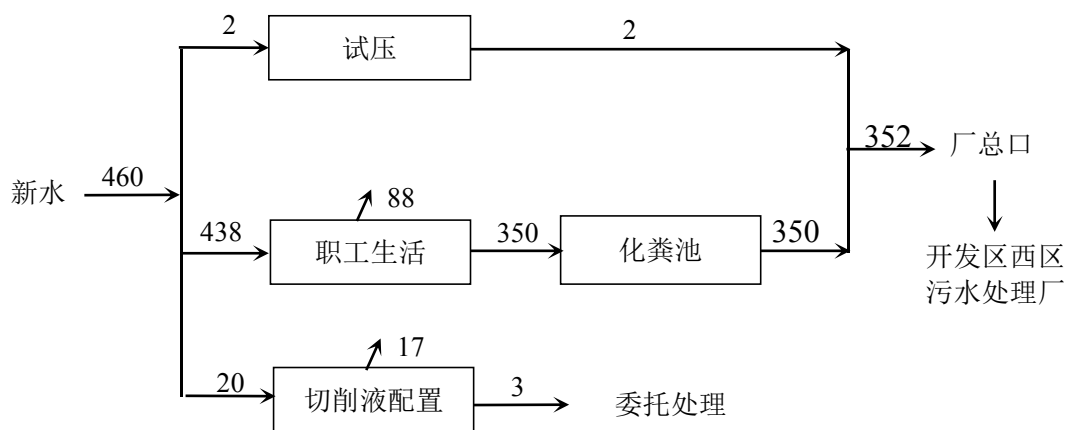 2
试压
2
352
厂总口
新水
460
88
438
职工生活
350
化粪池
350
开发区西区
污水处理厂
17
20
切削液配置
3
委托处理